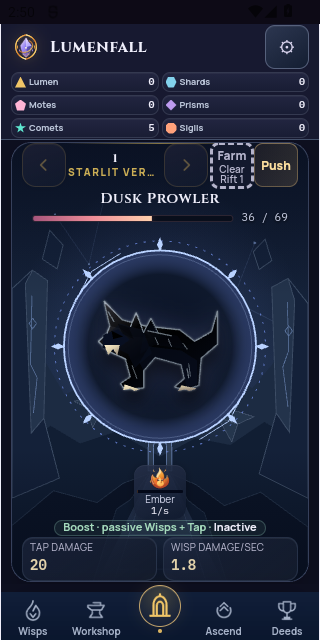 2:50
LUMENFALL
Lumen 0
Shards 0
Motes 0
Prisms 0
Comets 5
Sigils 0
1
STARLIT VER…
Farm
Clear
Rift 1
Push
DUSK PROWLER
36 / 69
Ember
1/s
Boost · passive Wisps + Tap · Inactive
TAP DAMAGE
20
WISP DAMAGE/SEC
1.8
Wisps
Workshop
Ascend
Deeds